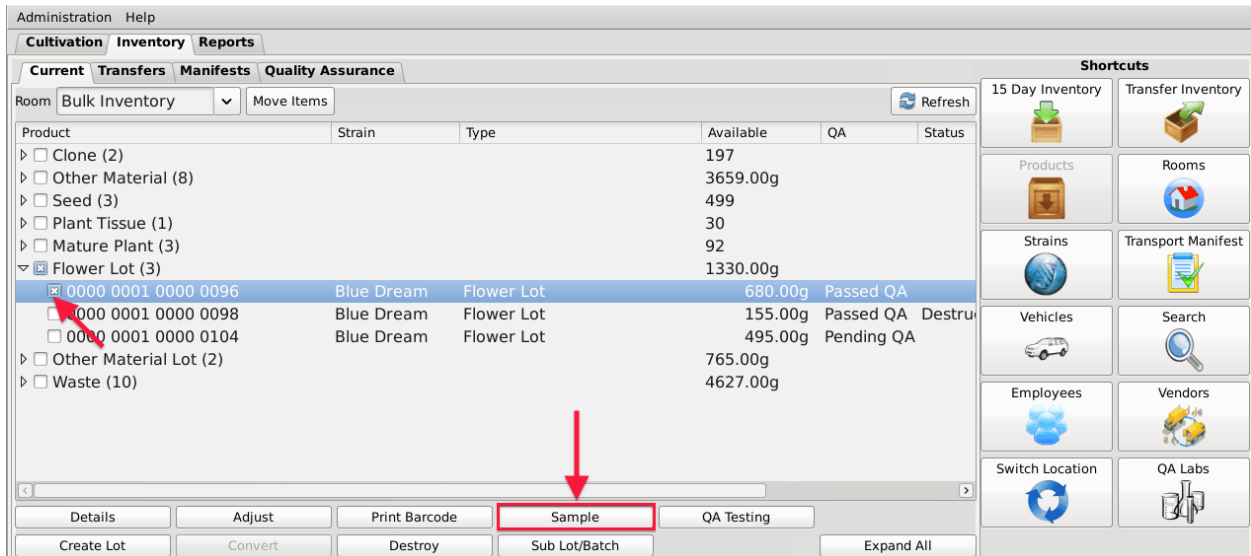 Administration Help
Cultivation Inventory Reports
Current Transfers Manifests Quality Assurance
Room Bulk Inventory Move Items Refresh
Product Strain Type Available QA Status
Clone (2) 197
Other Material (8) 3659.00g
Seed (3) 499
Plant Tissue (1) 30
Mature Plant (3) 92
Flower Lot (3) 1330.00g
0000 0001 0000 0096 Blue Dream Flower Lot 680.00g Passed QA
0000 0001 0000 0098 Blue Dream Flower Lot 155.00g Passed QA Destru
0000 0001 0000 0104 Blue Dream Flower Lot 495.00g Pending QA
Other Material Lot (2) 765.00g
Waste (10) 4627.00g
Details Adjust Print Barcode Sample QA Testing
Create Lot Convert Destroy Sub Lot/Batch Expand All
Shortcuts
15 Day Inventory Transfer Inventory
Products Rooms
Strains Transport Manifest
Vehicles Search
Employees Vendors
Switch Location QA Labs